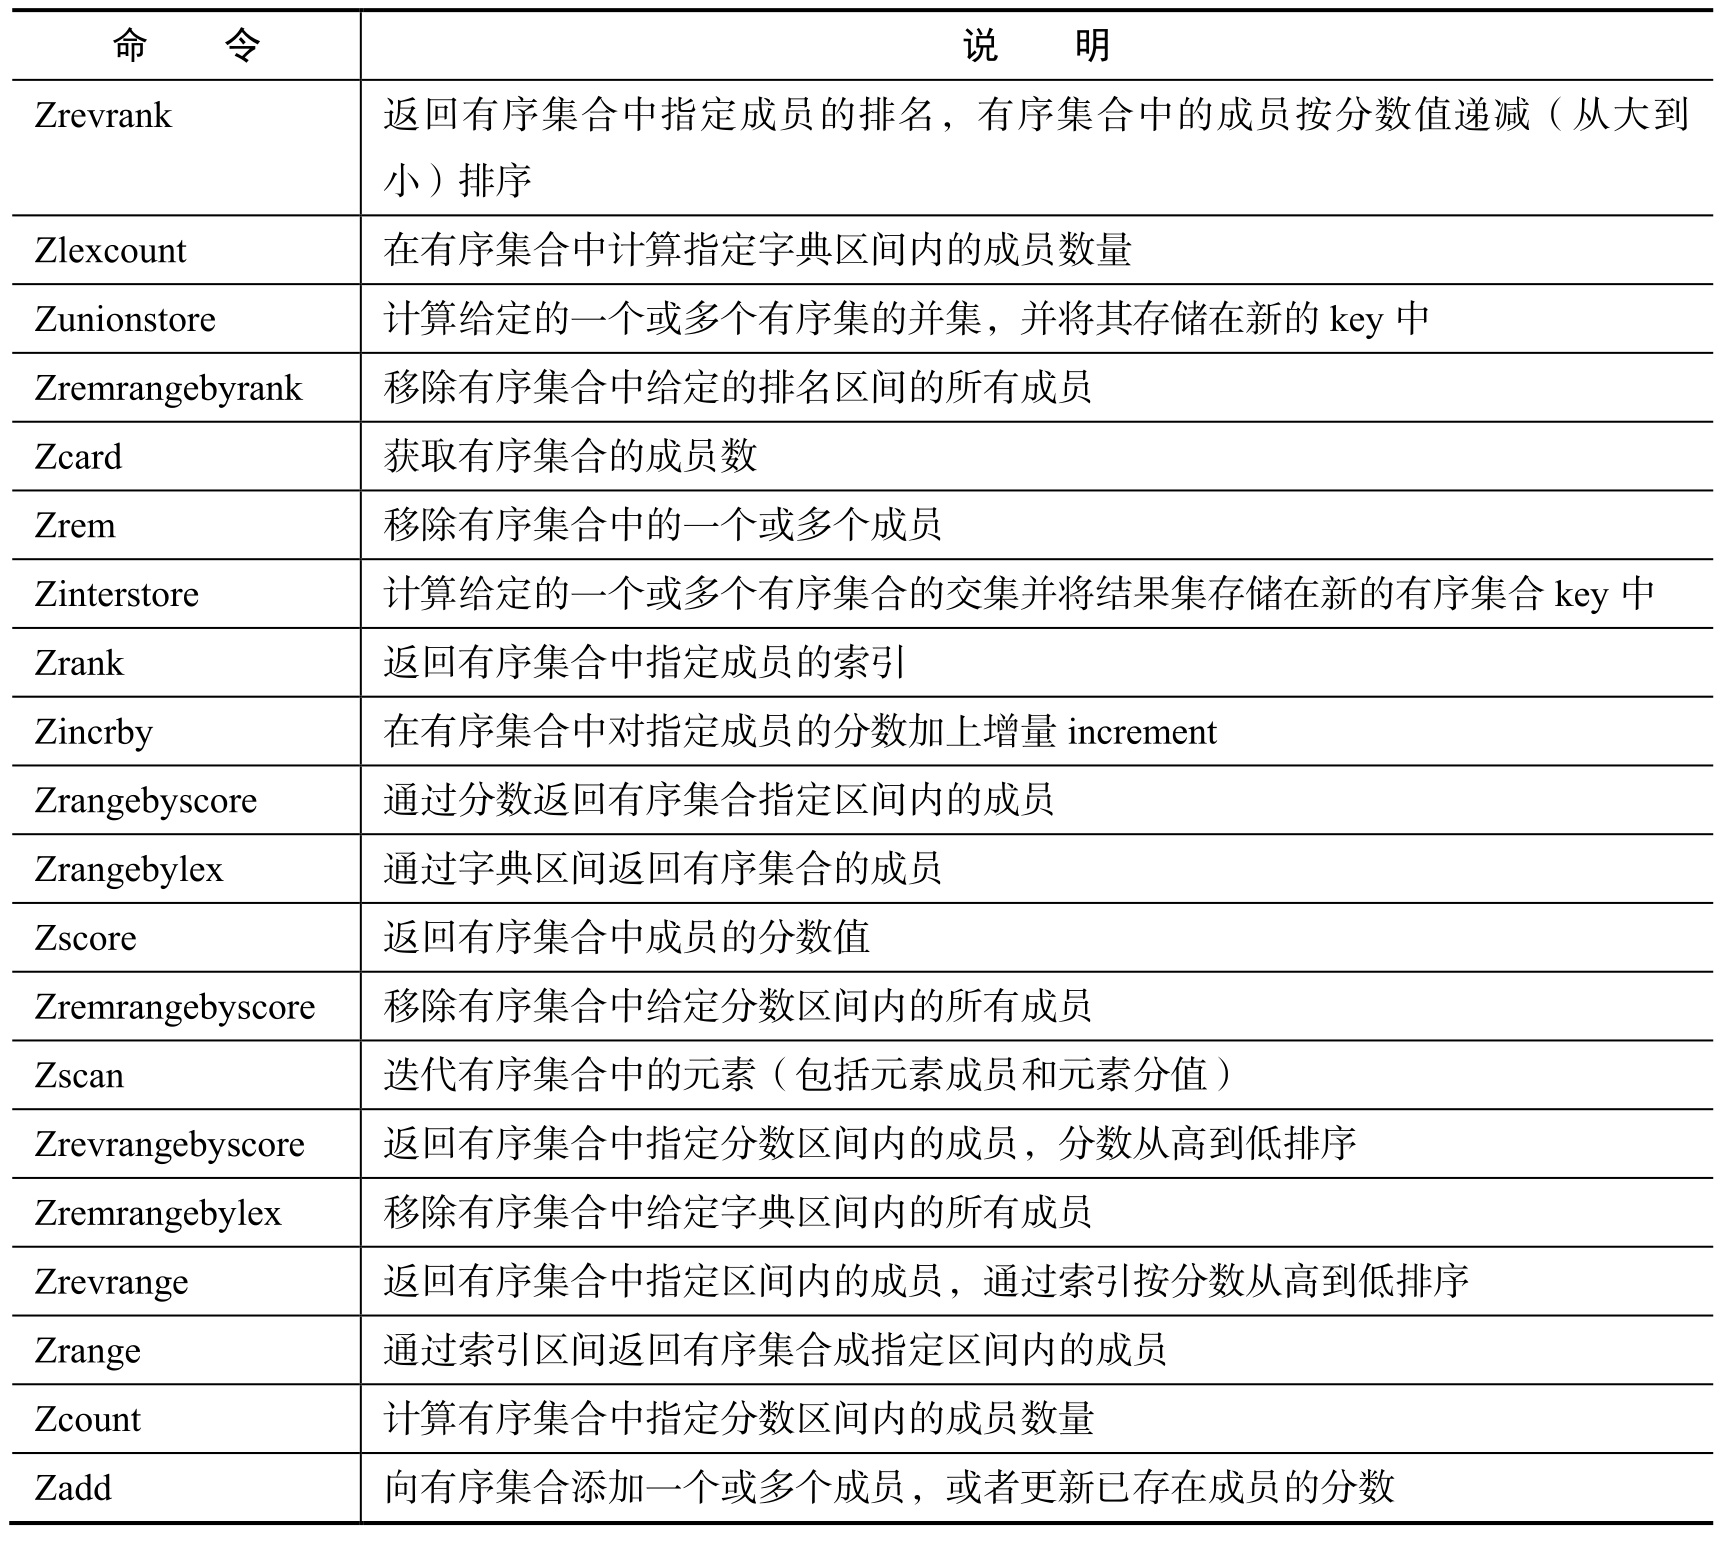 命 令 说 明
Zrevrank 返回有序集合中指定成员的排名，有序集合中的成员按分数值递减（从大到
小）排序
Zlexcount 在有序集合中计算指定字典区间内的成员数量
Zunionstore 计算给定的一个或多个有序集的并集，并将其存储在新的 key 中
Zremrangebyrank 移除有序集合中给定的排名区间的所有成员
Zcard 获取有序集合的成员数
Zrem 移除有序集合中的一个或多个成员
Zinterstore 计算给定的一个或多个有序集合的交集并将结果集存储在新的有序集合 key 中
Zrank 返回有序集合中指定成员的索引
Zincrby 在有序集合中对指定成员的分数加上增量 increment
Zrangebyscore 通过分数返回有序集合指定区间内的成员
Zrangebylex 通过字典区间返回有序集合的成员
Zscore 返回有序集合中成员的分数值
Zremrangebyscore 移除有序集合中给定分数区间内的所有成员
Zscan 迭代有序集合中的元素（包括元素成员和元素分值）
Zrevrangebyscore 返回有序集合中指定分数区间内的成员，分数从高到低排序
Zremrangebylex 移除有序集合中给定字典区间内的所有成员
Zrevrange 返回有序集合中指定区间内的成员，通过索引按分数从高到低排序
Zrange 通过索引区间返回有序集合成指定区间内的成员
Zcount 计算有序集合中指定分数区间内的成员数量
Zadd 向有序集合添加一个或多个成员，或者更新已存在成员的分数